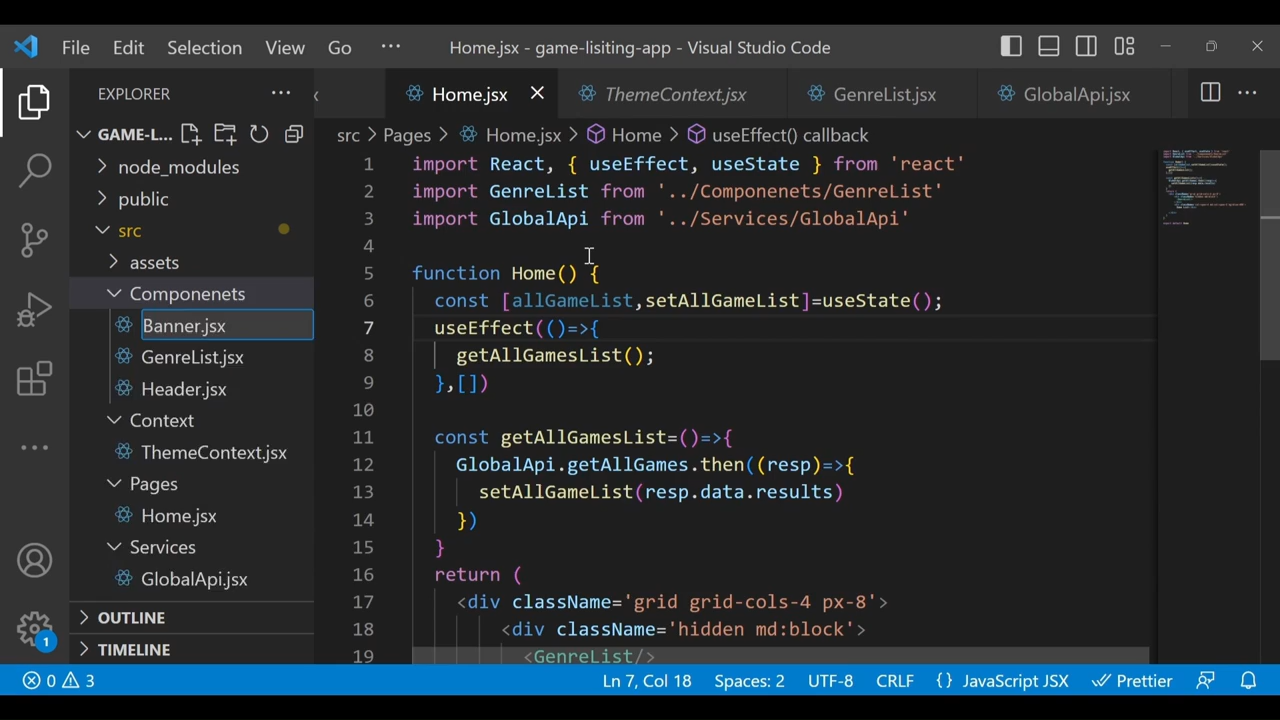 File Edit Selection View Go ··· Home.jsx - game-lisiting-app - Visual Studio Code
EXPLORER ···
Home.jsx ThemeContext.jsx GenreList.jsx GlobalApi.jsx ···
GAME-L...
node_modules
public
src
assets
Componenets
Banner.jsx
GenreList.jsx
Header.jsx
Context
ThemeContext.jsx
Pages
Home.jsx
Services
GlobalApi.jsx
OUTLINE
TIMELINE
1
src > Pages > Home.jsx > Home > useEffect() callback
1 import React, { useEffect, useState } from 'react'
2 import GenreList from '../Componenets/GenreList'
3 import GlobalApi from '../Services/GlobalApi'
4
5 function Home() {
6 const [allGameList,setAllGameList]=useState();
7 useEffect(()=>{
8 getAllGamesList();
9 },[])
10
11 const getAllGamesList=()=>{
12 GlobalApi.getAllGames.then((resp)=>{
13 setAllGameList(resp.data.results)
14 })
15 }
16 return (
17 <div className='grid grid-cols-4 px-8'>
18 <div className='hidden md:block'>
19 <GenreList/>
0 3 Ln 7, Col 18 Spaces: 2 UTF-8 CRLF {} JavaScript JSX Prettier